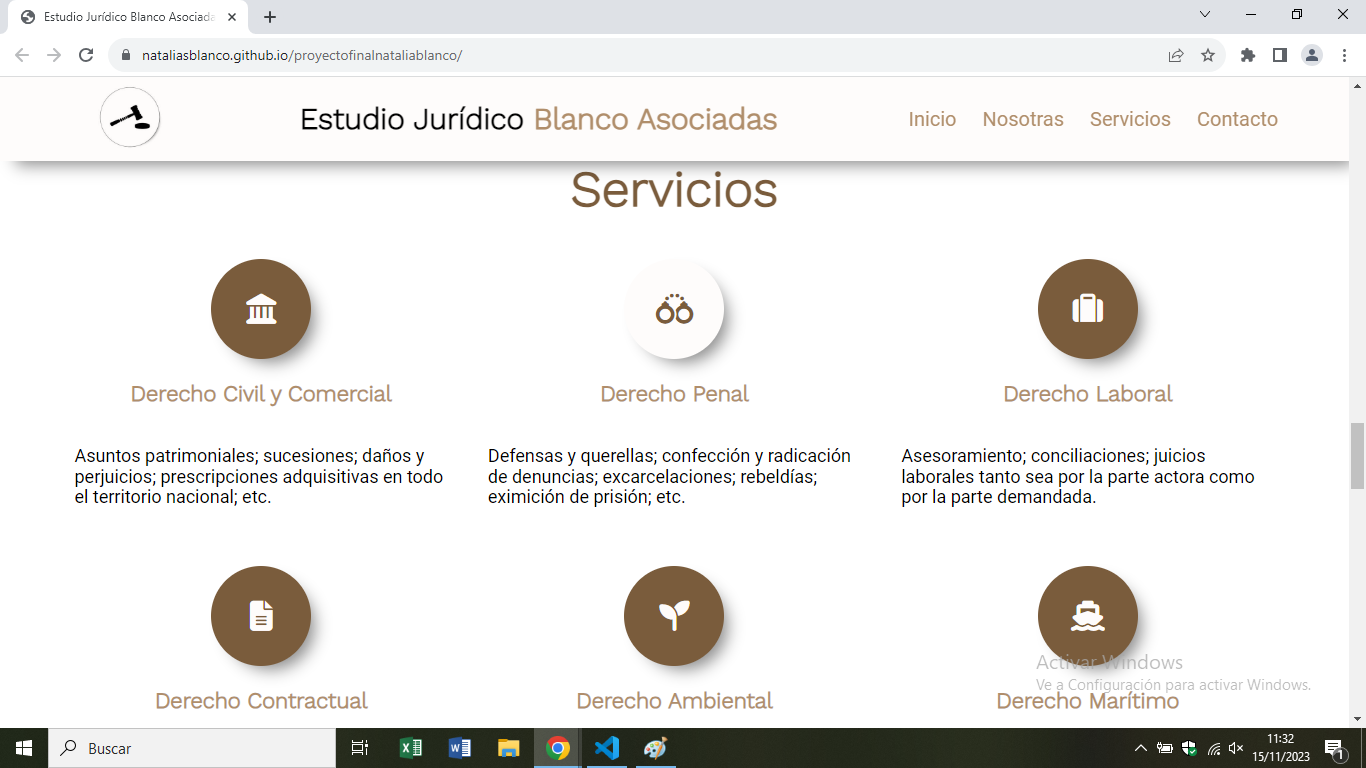 Estudio Jurídico Blanco Asociada
nataliasblanco.github.io/proyectofinalnataliablanco/
Estudio Jurídico Blanco Asociadas
Inicio Nosotras Servicios Contacto
Servicios
Derecho Civil y Comercial
Asuntos patrimoniales; sucesiones; daños y
perjuicios; prescripciones adquisitivas en todo
el territorio nacional; etc.
Derecho Penal
Defensas y querellas; confección y radicación
de denuncias; excarcelaciones; rebeldías;
eximición de prisión; etc.
Derecho Laboral
Asesoramiento; conciliaciones; juicios
laborales tanto sea por la parte actora como
por la parte demandada.
Derecho Contractual
Derecho Ambiental
Derecho Marítimo
Activar Windows
Ve a Configuración para activar Windows.
Buscar
11:32
15/11/2023
1